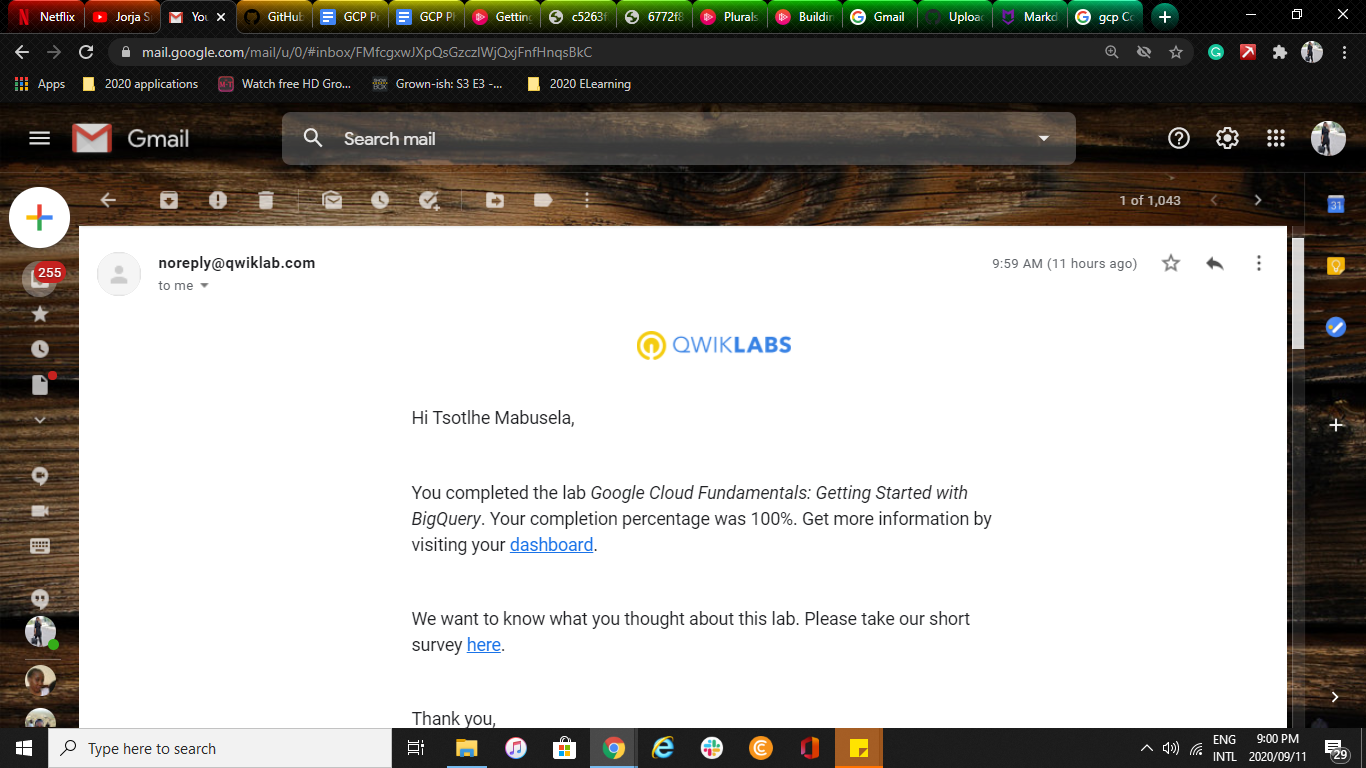 Netflix
Jorja S
You
GitHub
GCP P
GCP Pl
Getting
c5263f
6772f8
Plurals
Buildin
Gmail
Uploa
Markd
gcp Co
mail.google.com/mail/u/0/#inbox/FMfcgxwJXpQsGzczlWjQxjFnfHnqsBkC
Apps
2020 applications
Watch free HD Gro...
Grown-ish: S3 E3 -...
2020 ELearning
Gmail
Search mail
1 of 1,043
31
255
noreply@qwiklab.com
9:59 AM (11 hours ago)
to me
QWIKLABS
Hi Tsotlhe Mabusela,
You completed the lab Google Cloud Fundamentals: Getting Started with
BigQuery. Your completion percentage was 100%. Get more information by
visiting your dashboard.
We want to know what you thought about this lab. Please take our short
survey here.
Thank you,
Type here to search
ENG
INTL
9:00 PM
2020/09/11
29